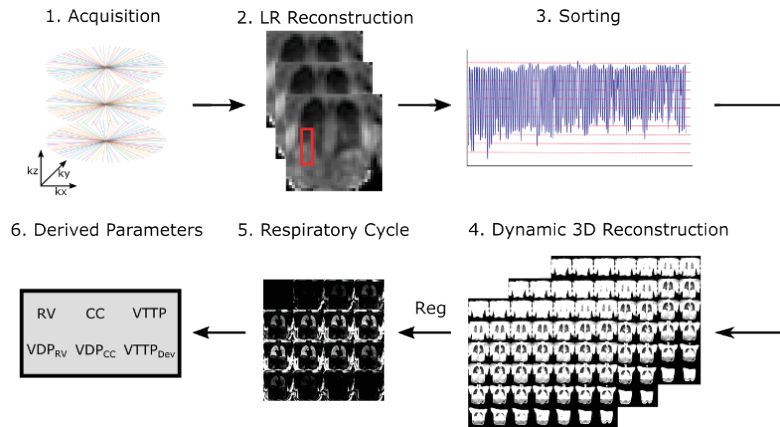 1. Acquisition
2. LR Reconstruction
3. Sorting
kz
ky
kx
6. Derived Parameters
5. Respiratory Cycle
4. Dynamic 3D Reconstruction
RV CC VTTP
VDPRV VDPCC VTTPDev
Reg